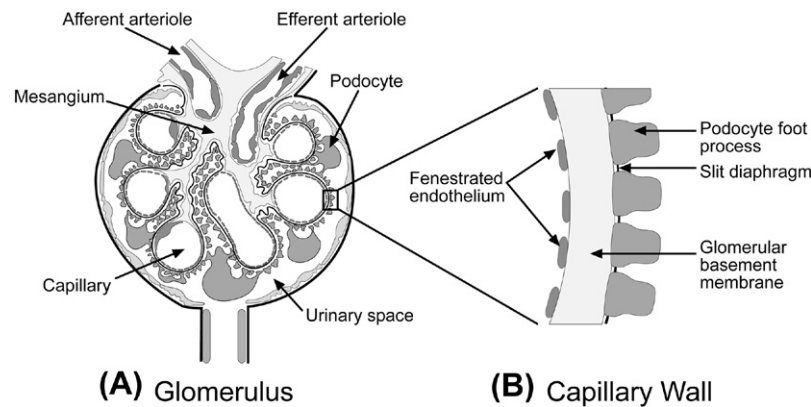 Afferent arteriole
Efferent arteriole
Podocyte
Mesangium
Capillary
Urinary space
(A) Glomerulus
Podocyte foot
process
Slit diaphragm
Fenestrated
endothelium
Glomerular
basement
membrane
(B) Capillary Wall